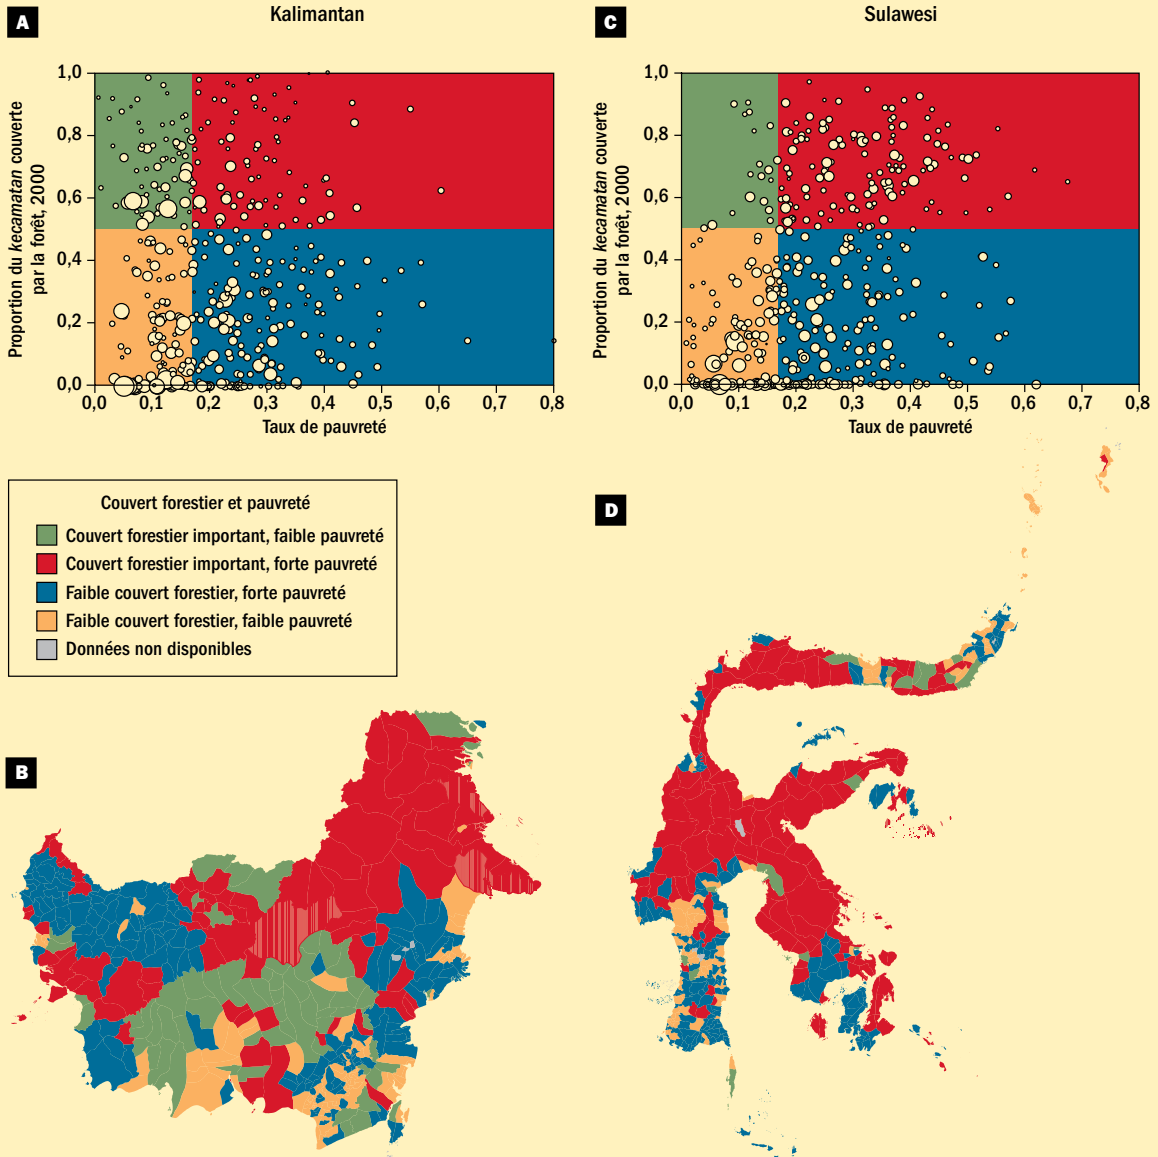 A
Kalimantan
Proportion du kecamatan couverte
par la forêt, 2000
1,0
0,8
0,6
0,4
0,2
0,0
0,0 0,1 0,2 0,3 0,4 0,5 0,6 0,7 0,8
Taux de pauvreté
C
Sulawesi
Proportion du kecamatan couverte
par la forêt, 2000
1,0
0,8
0,6
0,4
0,2
0,0
0,0 0,1 0,2 0,3 0,4 0,5 0,6 0,7 0,8
Taux de pauvreté
Couvert forestier et pauvreté
Couvert forestier important, faible pauvreté
Couvert forestier important, forte pauvreté
Faible couvert forestier, forte pauvreté
Faible couvert forestier, faible pauvreté
Données non disponibles
D
B